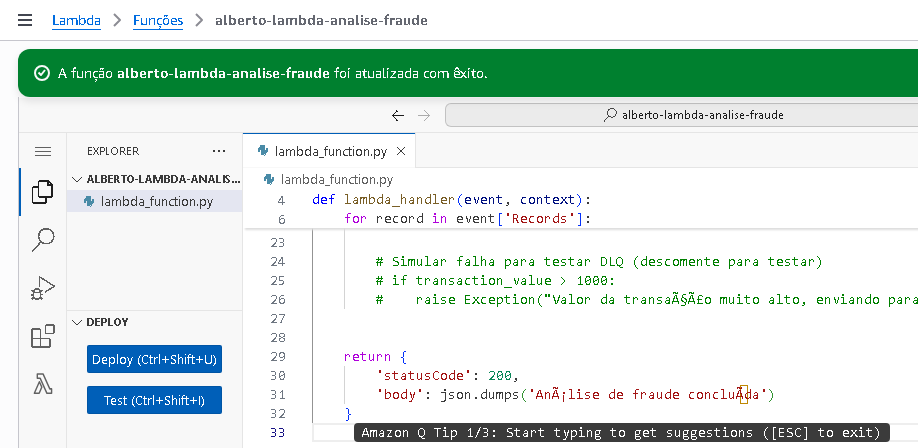 Lambda > Funções > alberto-lambda-analise-fraude
A função alberto-lambda-analise-fraude foi atualizada com êxito.
alberto-lambda-analise-fraude
EXPLORER ...
ALBERTO-LAMBDA-ANALIS...
lambda_function.py
DEPLOY
Deploy (Ctrl+Shift+U)
Test (Ctrl+Shift+I)
lambda_function.py ×
lambda_function.py
4 def lambda_handler(event, context):
6 for record in event['Records']:
23
24 # Simular falha para testar DLQ (descomente para testar)
25 # if transaction_value > 1000:
26 #    raise Exception("Valor da transaÃ§Ã£o muito alto, enviando para
27
28
29 return {
30 'statusCode': 200,
31 'body': json.dumps('AnÃ¡lise de fraude concluÃ­da')
32 }
33
Amazon Q Tip 1/3: Start typing to get suggestions ([ESC] to exit)